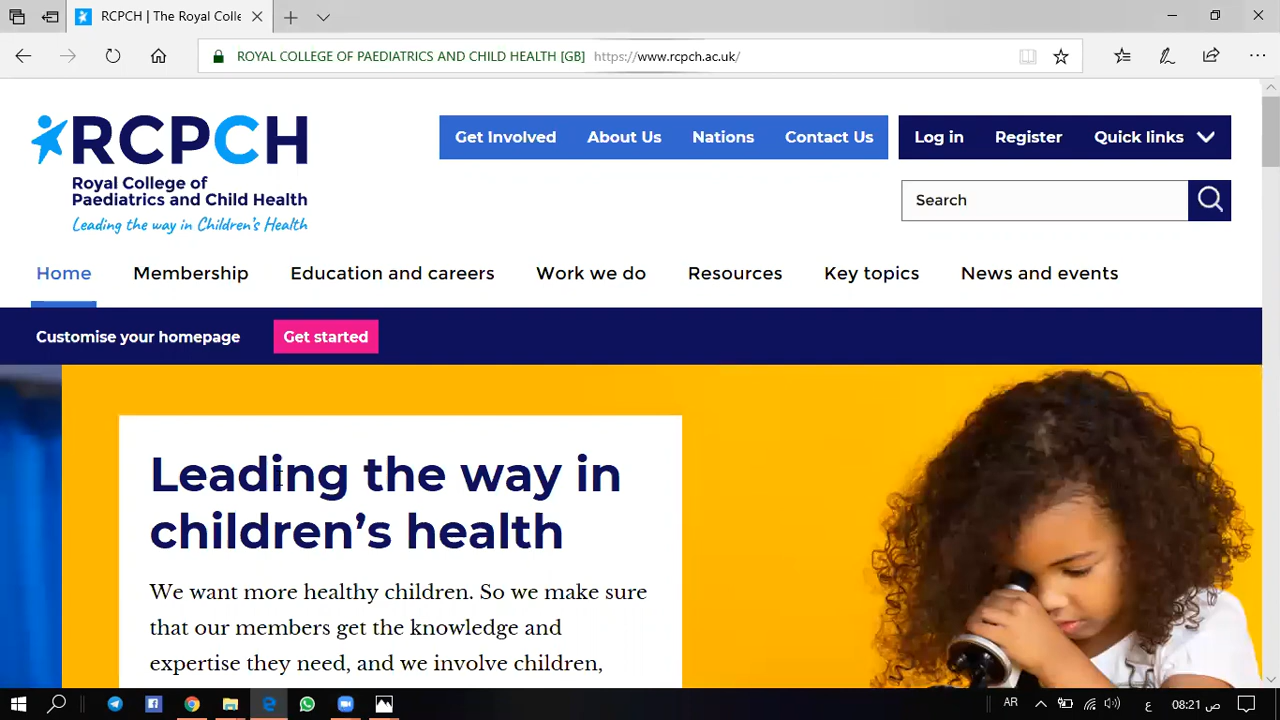 RCPCH | The Royal Colle
ROYAL COLLEGE OF PAEDIATRICS AND CHILD HEALTH [GB] https://www.rcpch.ac.uk/
RCPCH
Royal College of
Paediatrics and Child Health
Leading the way in Children's Health
Get Involved About Us Nations Contact Us
Log in Register Quick links
Search
Home Membership Education and careers Work we do Resources Key topics News and events
Customise your homepage Get started
Leading the way in
children's health
We want more healthy children. So we make sure
that our members get the knowledge and
expertise they need, and we involve children,
AR ع 08:21 ص